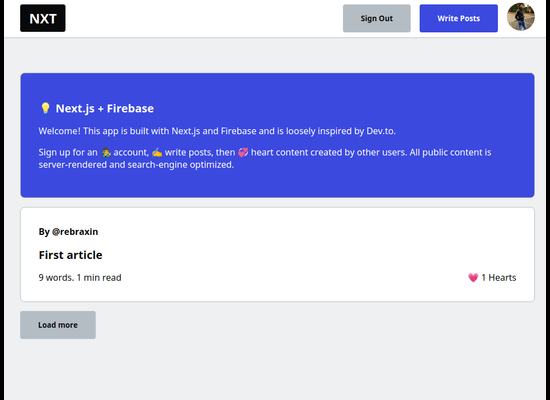 NXT
Sign Out
Write Posts
💡 Next.js + Firebase
Welcome! This app is built with Next.js and Firebase and is loosely inspired by Dev.to.
Sign up for an 👨‍🎓 account, ✍️ write posts, then 💞 heart content created by other users. All public content is
server-rendered and search-engine optimized.
By @rebraxin
First article
9 words. 1 min read
💗 1 Hearts
Load more